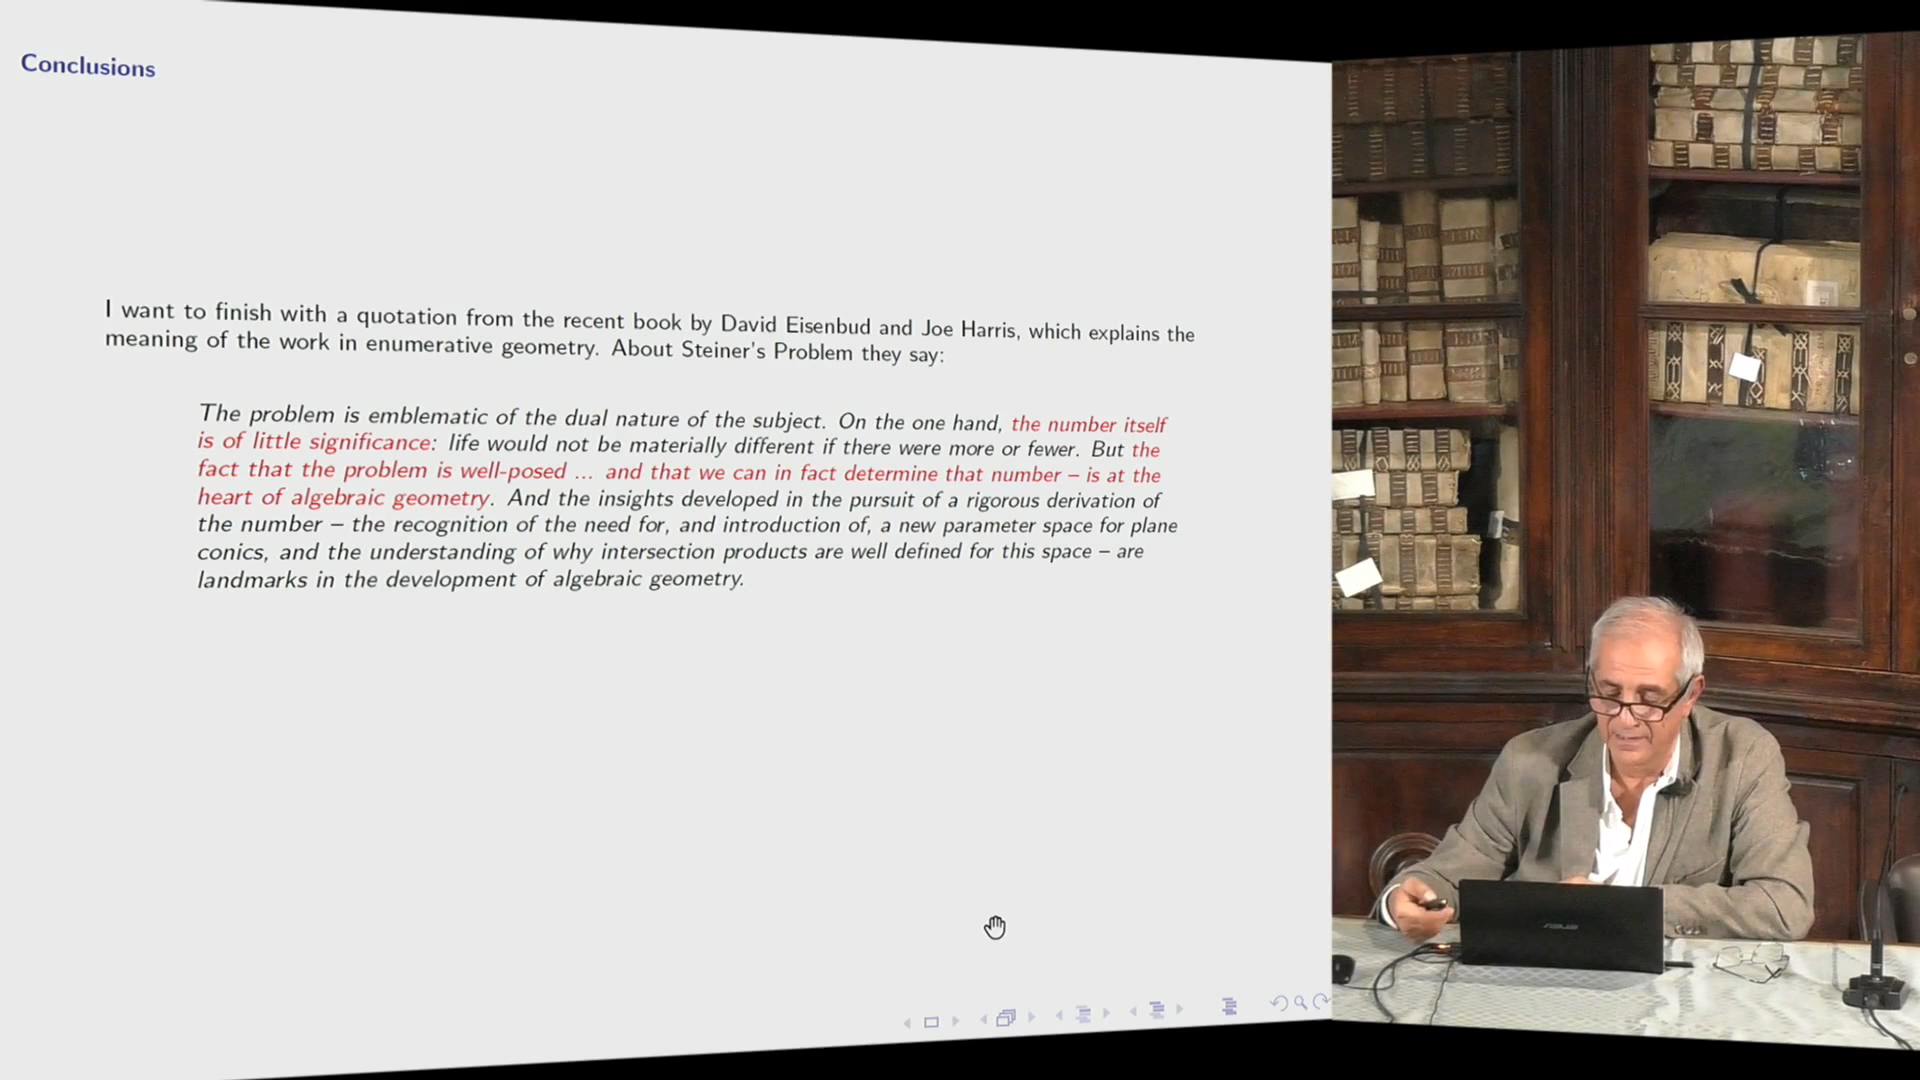 Conclusions
I want to finish with a quotation from the recent book by David Eisenbud and Joe Harris, which explains the
meaning of the work in enumerative geometry. About Steiner's Problem they say:
The problem is emblematic of the dual nature of the subject. On the one hand, the number itself
is of little significance: life would not be materially different if there were more or fewer. But the
fact that the problem is well-posed ... and that we can in fact determine that number – is at the
heart of algebraic geometry. And the insights developed in the pursuit of a rigorous derivation of
the number – the recognition of the need for, and introduction of, a new parameter space for plane
conics, and the understanding of why intersection products are well defined for this space – are
landmarks in the development of algebraic geometry.
ASUS